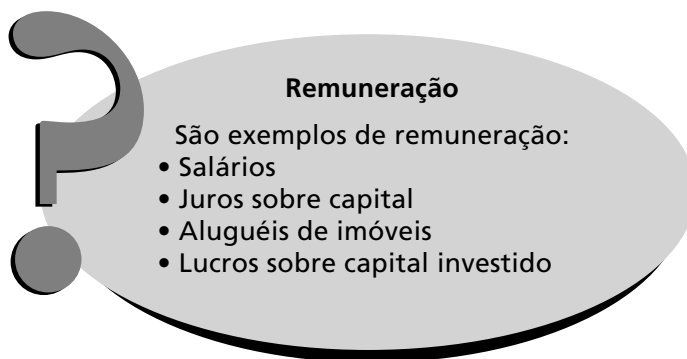 Remuneração
São exemplos de remuneração:
• Salários
• Juros sobre capital
• Aluguéis de imóveis
• Lucros sobre capital investido